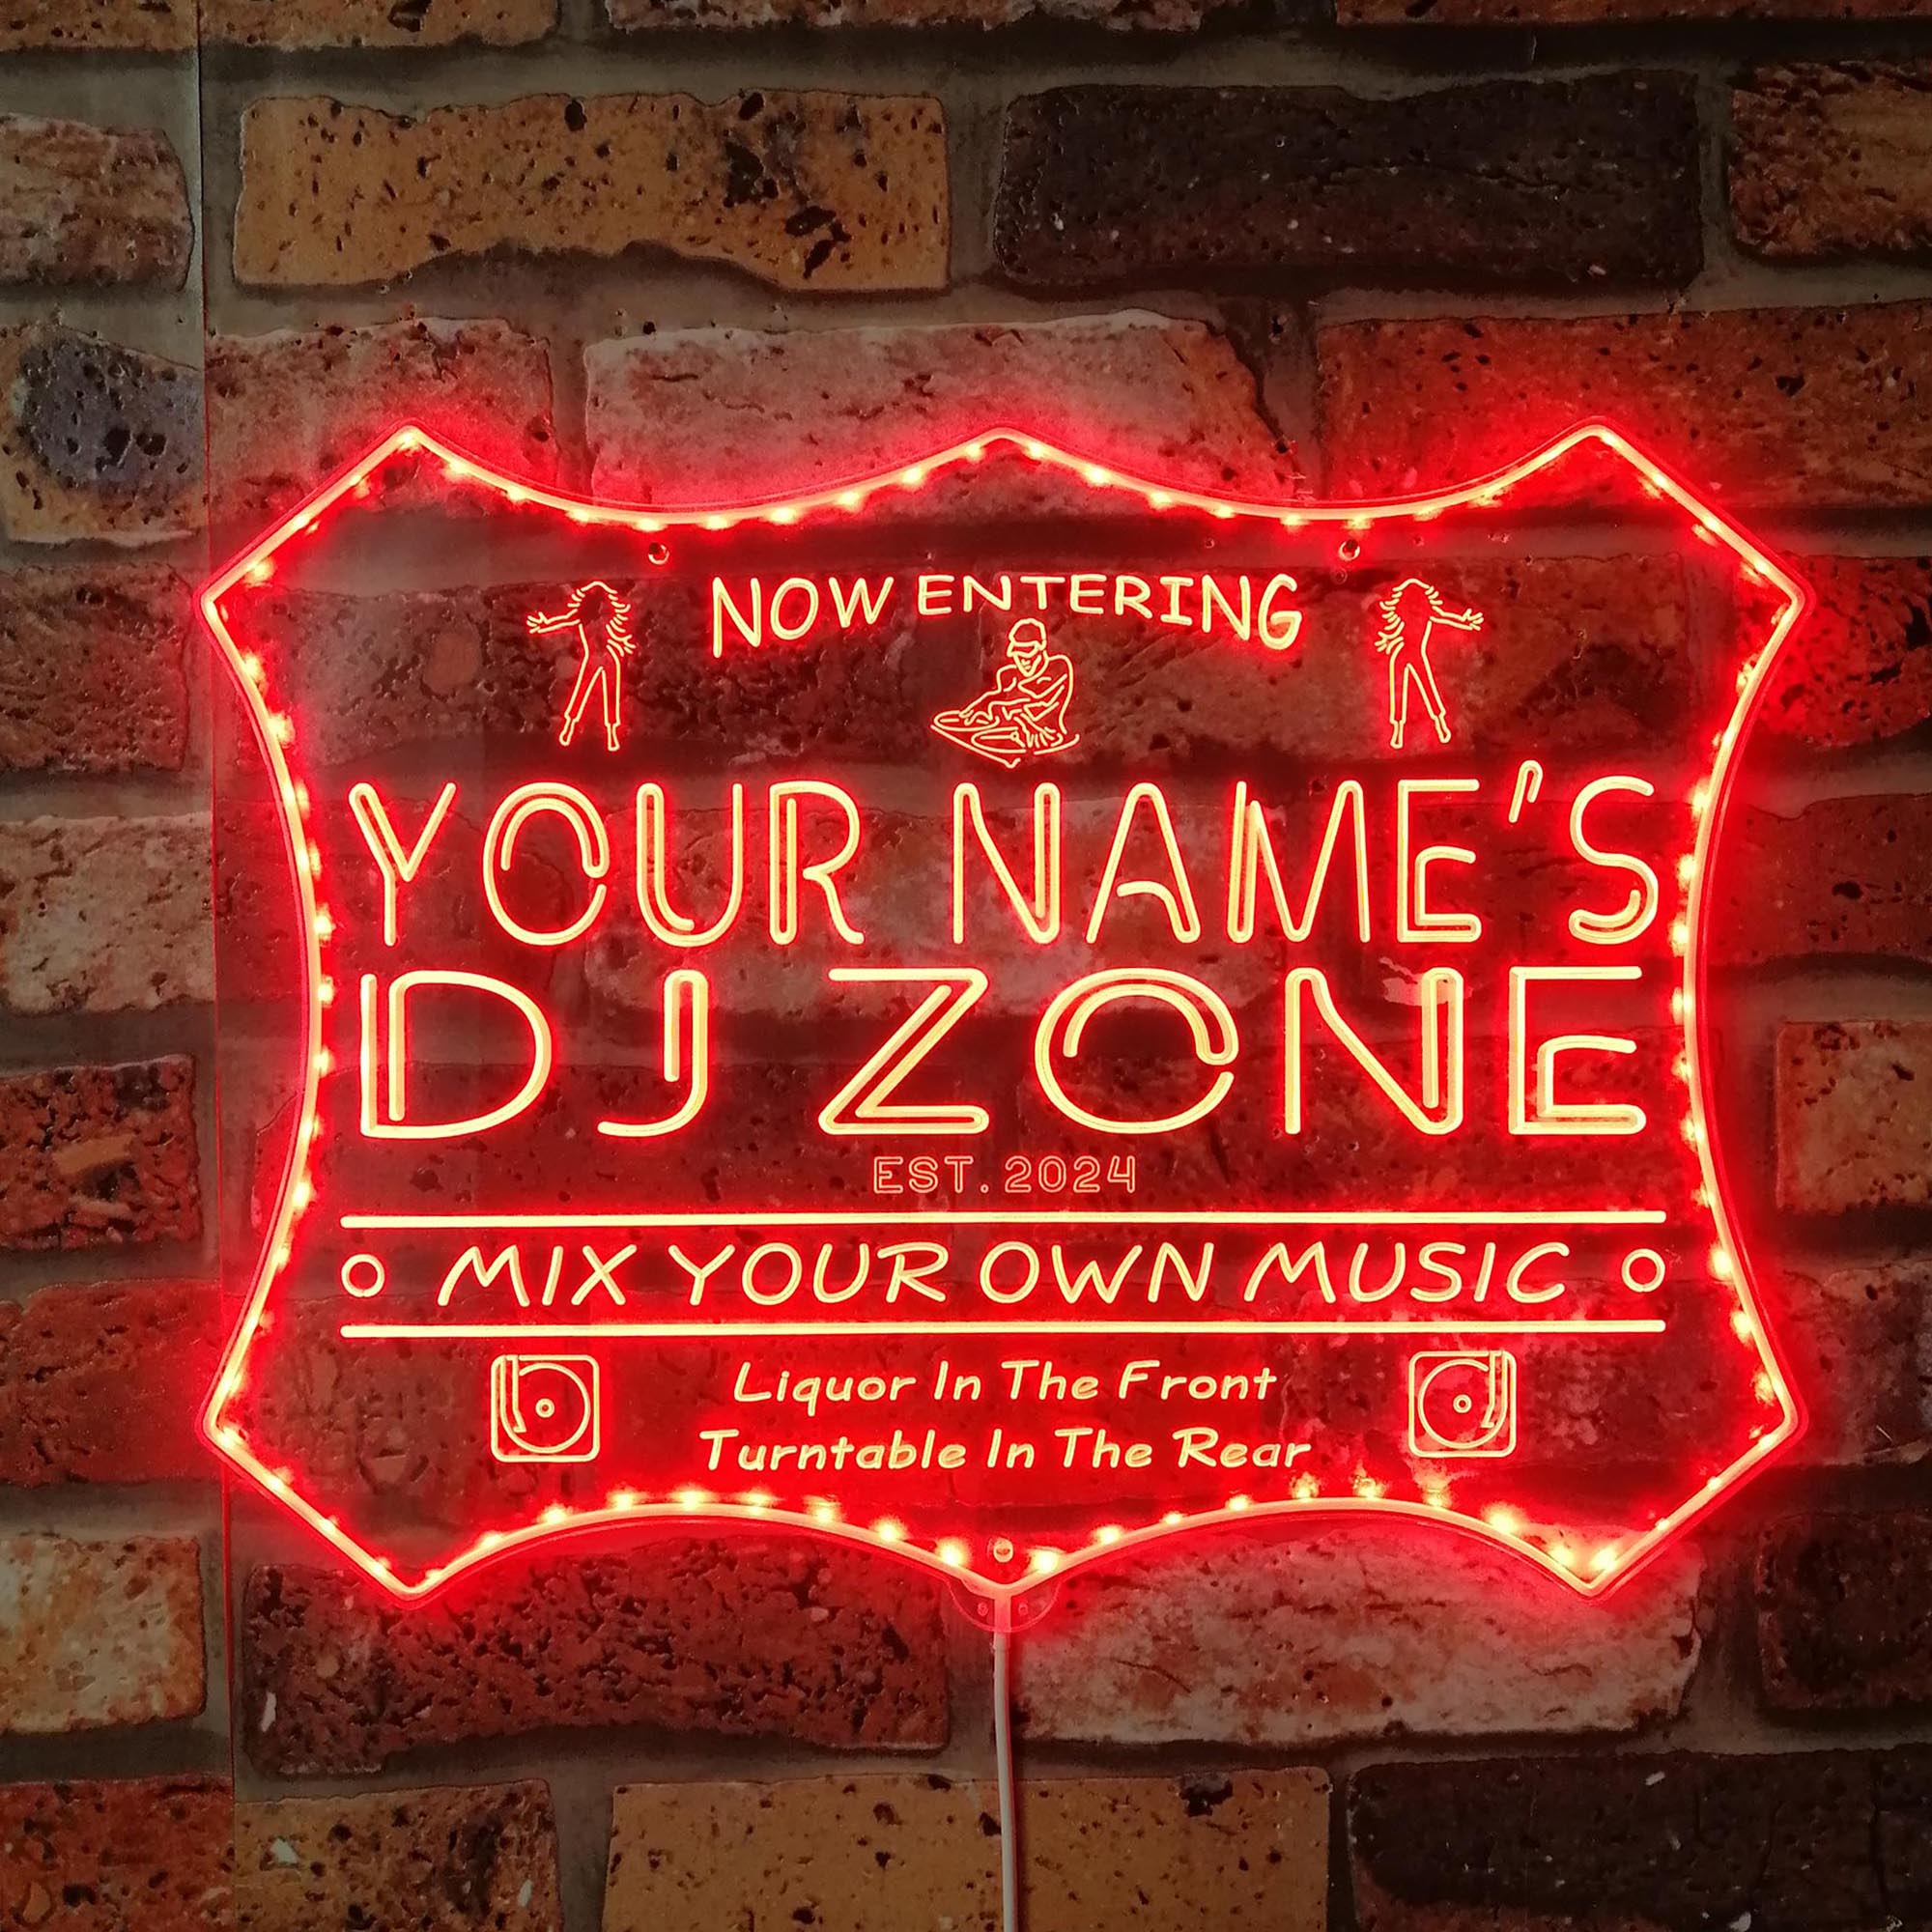 NOW ENTERING
YOUR NAME'S
DJ ZONE
EST. 2024
MIX YOUR OWN MUSIC
Liquor In The Front
Turntable In The Rear